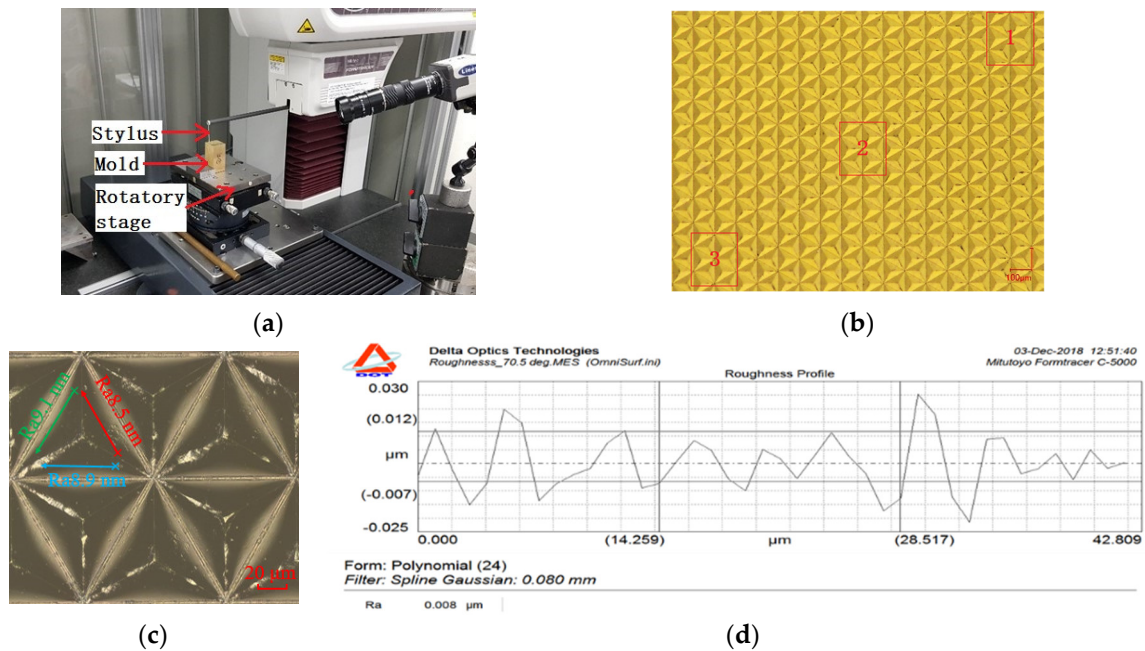 Stylus
Mold
Rotatory
stage
1
2
3
100μm
(a)
(b)
Ra9.1 nm
Ra8.5 nm
Ra8.9 nm
20 μm
DOT
Delta Optics Technologies
Roughnesss_70.5 deg.MES (OmniSurf.ini)
03-Dec-2018 12:51:40
Mitutoyo Formtracer C-5000
Roughness Profile
0.030
(0.012)
μm
(-0.007)
-0.025
0.000 (14.259) μm (28.517) 42.809
Form: Polynomial (24)
Filter: Spline Gaussian: 0.080 mm
Ra 0.008 μm
(c)
(d)